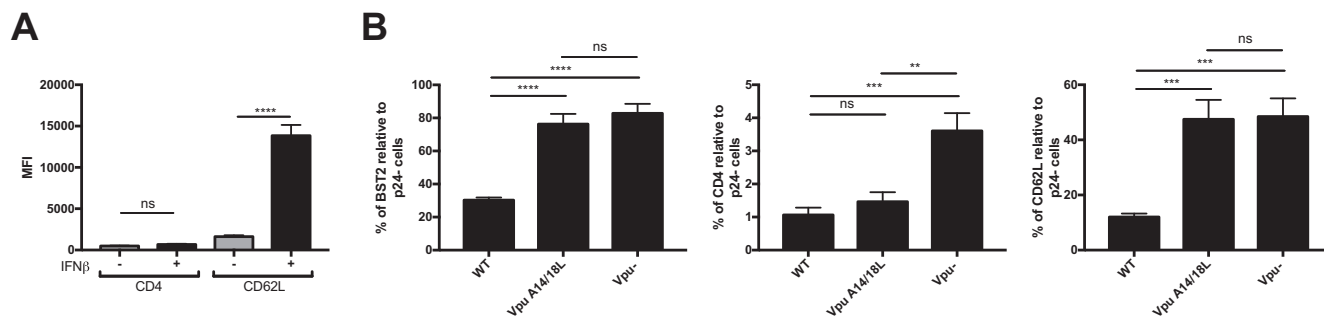 A
MFI
20000
15000
10000
5000
0
ns
****
IFNβ
-
+
-
+
CD4
CD62L
B
% of BST2 relative to
p24- cells
100
80
60
40
20
0
ns
****
****
WT
Vpu A14/18L
Vpu-
% of CD4 relative to
p24- cells
5
4
3
2
1
0
**
***
ns
WT
Vpu A14/18L
Vpu-
% of CD62L relative to
p24- cells
60
40
20
0
ns
***
***
WT
Vpu A14/18L
Vpu-